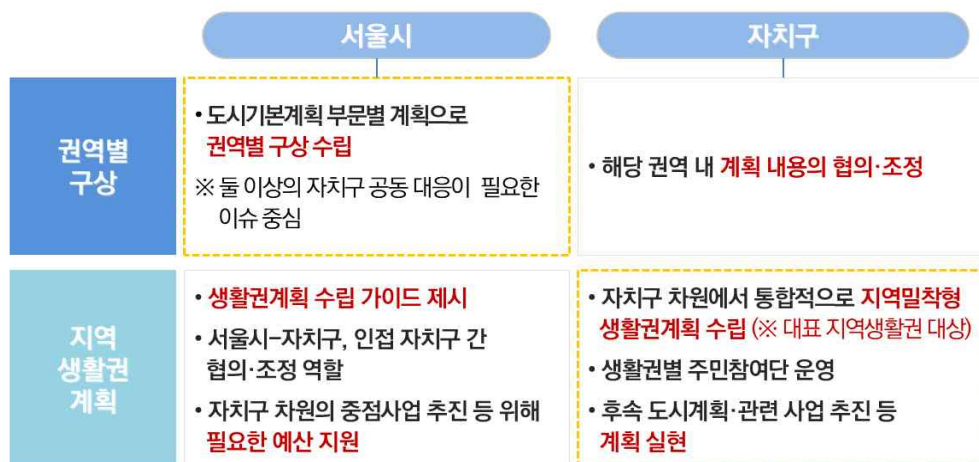 서울시
자치구
권역별
구상
• 도시기본계획 부문별 계획으로
권역별 구상 수립
※ 둘 이상의 자치구 공동 대응이 필요한
이슈 중심
• 해당 권역 내 계획 내용의 협의·조정
지역
생활권
계획
• 생활권계획 수립 가이드 제시
• 서울시-자치구, 인접 자치구 간
협의·조정 역할
• 자치구 차원의 중점사업 추진 등 위해
필요한 예산 지원
• 자치구 차원에서 통합적으로 지역밀착형
생활권계획 수립 (※ 대표 지역생활권 대상)
• 생활권별 주민참여단 운영
• 후속 도시계획·관련 사업 추진 등
계획 실현